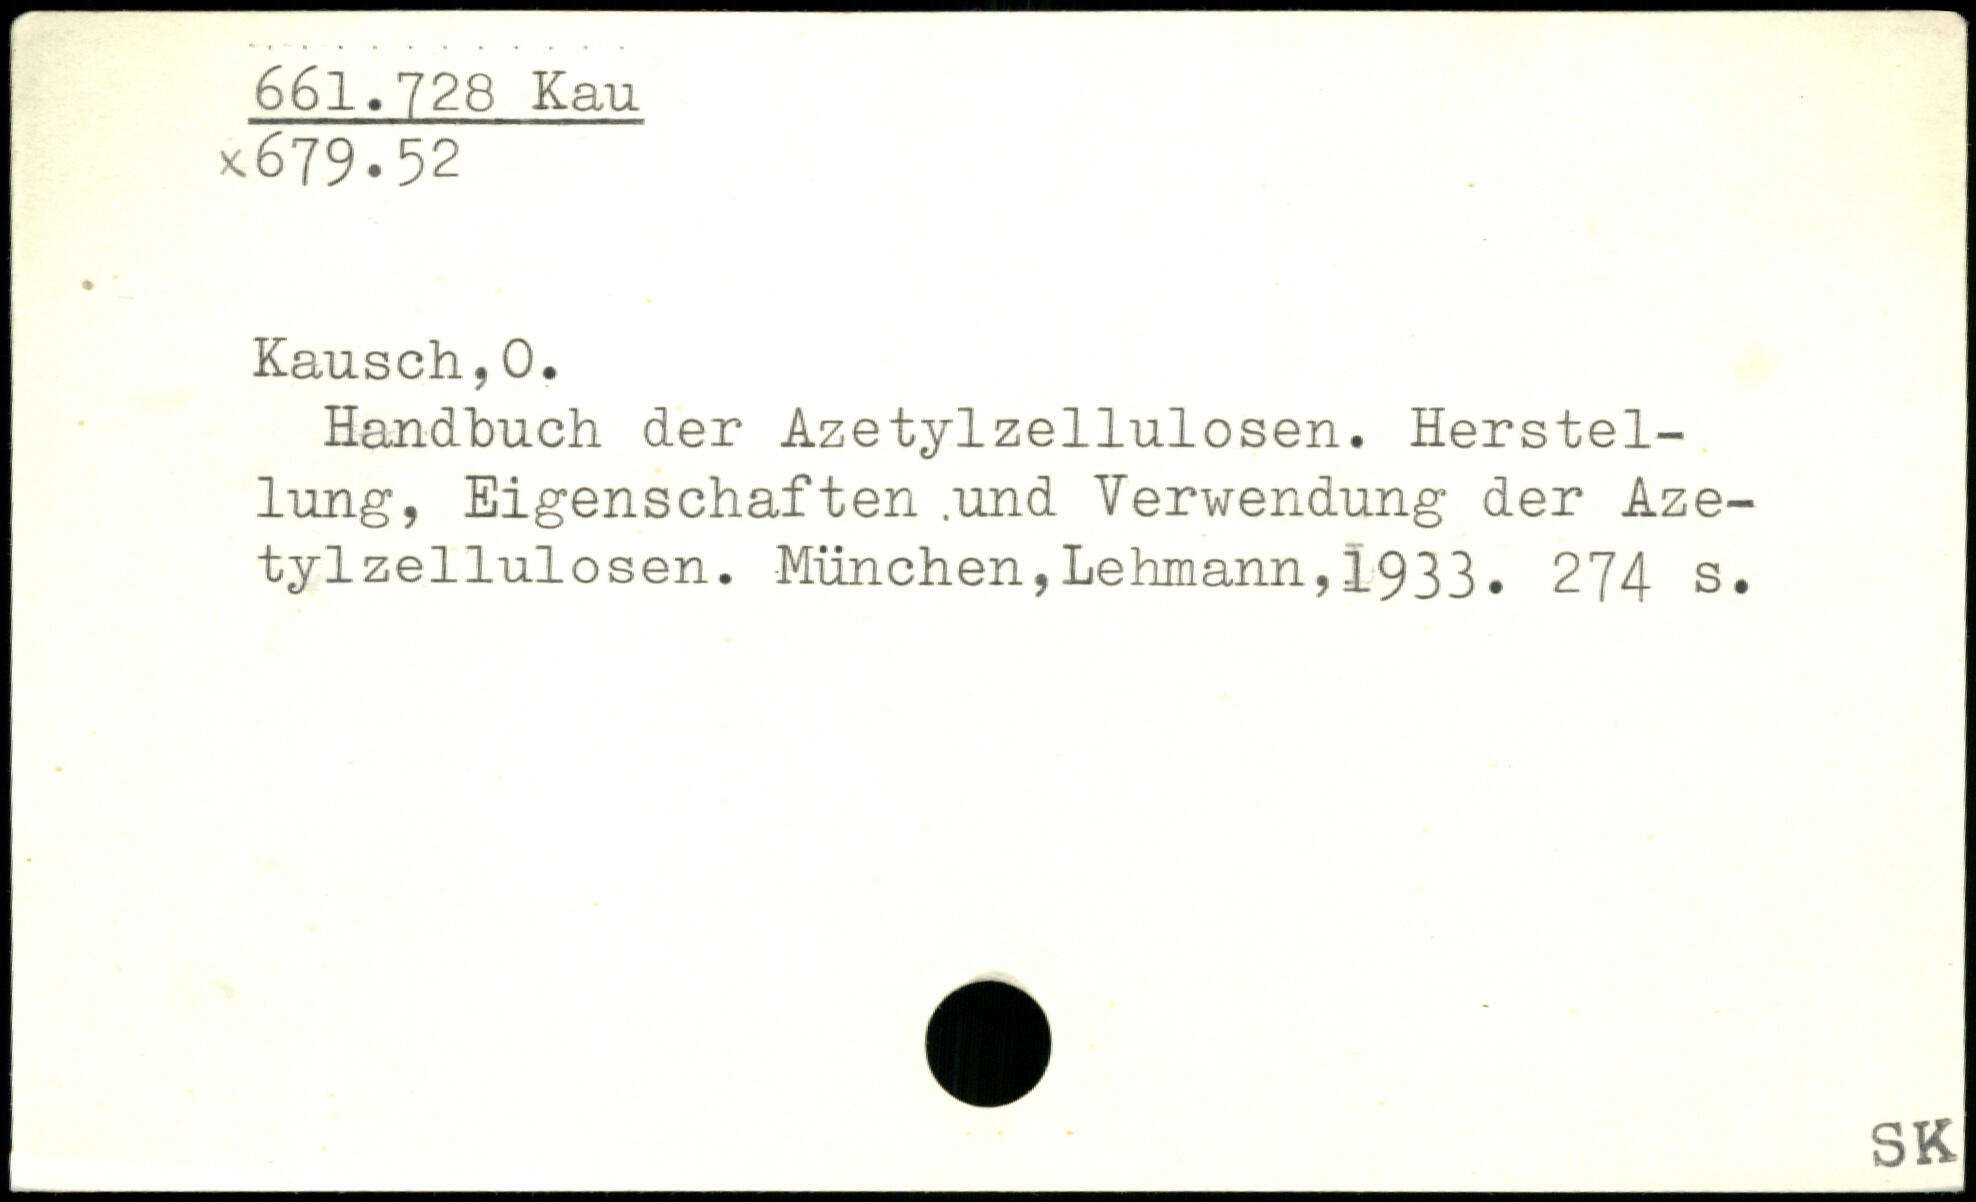 661.728 Kau
x679.52
Kausch,O.
Handbuch der Azetylzellulosen. Herstel-
lung, Eigenschaften und Verwendung der Aze-
tylzellulosen. München,Lehmann,1933. 274 s.
SK